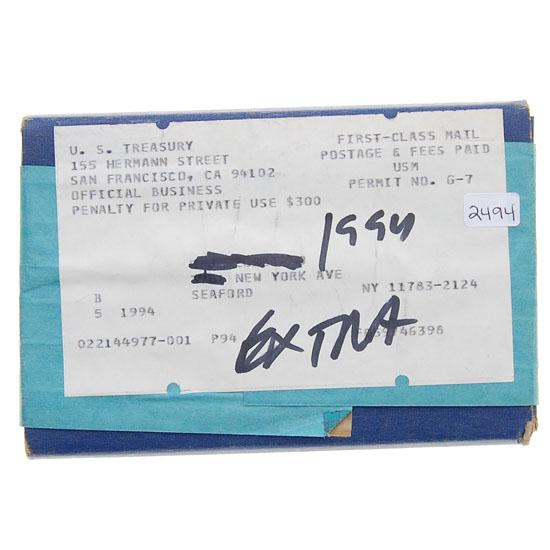 U. S. TREASURY
155 HERMANN STREET
SAN FRANCISCO, CA 94102
OFFICIAL BUSINESS
PENALTY FOR PRIVATE USE $300
FIRST-CLASS MAIL
POSTAGE & FEES PAID
USM
PERMIT NO. G-7
2494
1994
NEW YORK AVE
SEAFORD NY 11783-2124
B
5 1994
022144977-001 P94 46396
EXTRA